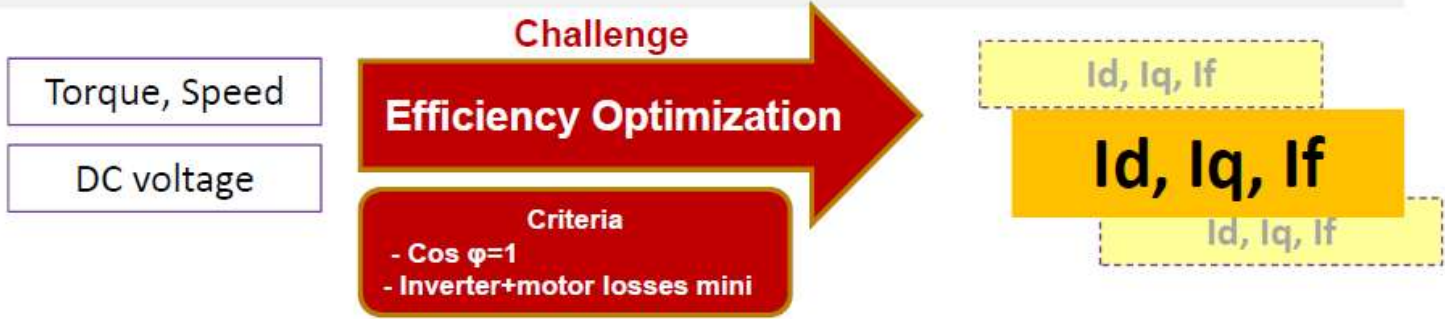 Challenge
Torque, Speed
DC voltage
Efficiency Optimization
Criteria
- Cos φ=1
- Inverter+motor losses mini
Id, Iq, If
Id, Iq, If
Id, Iq, If